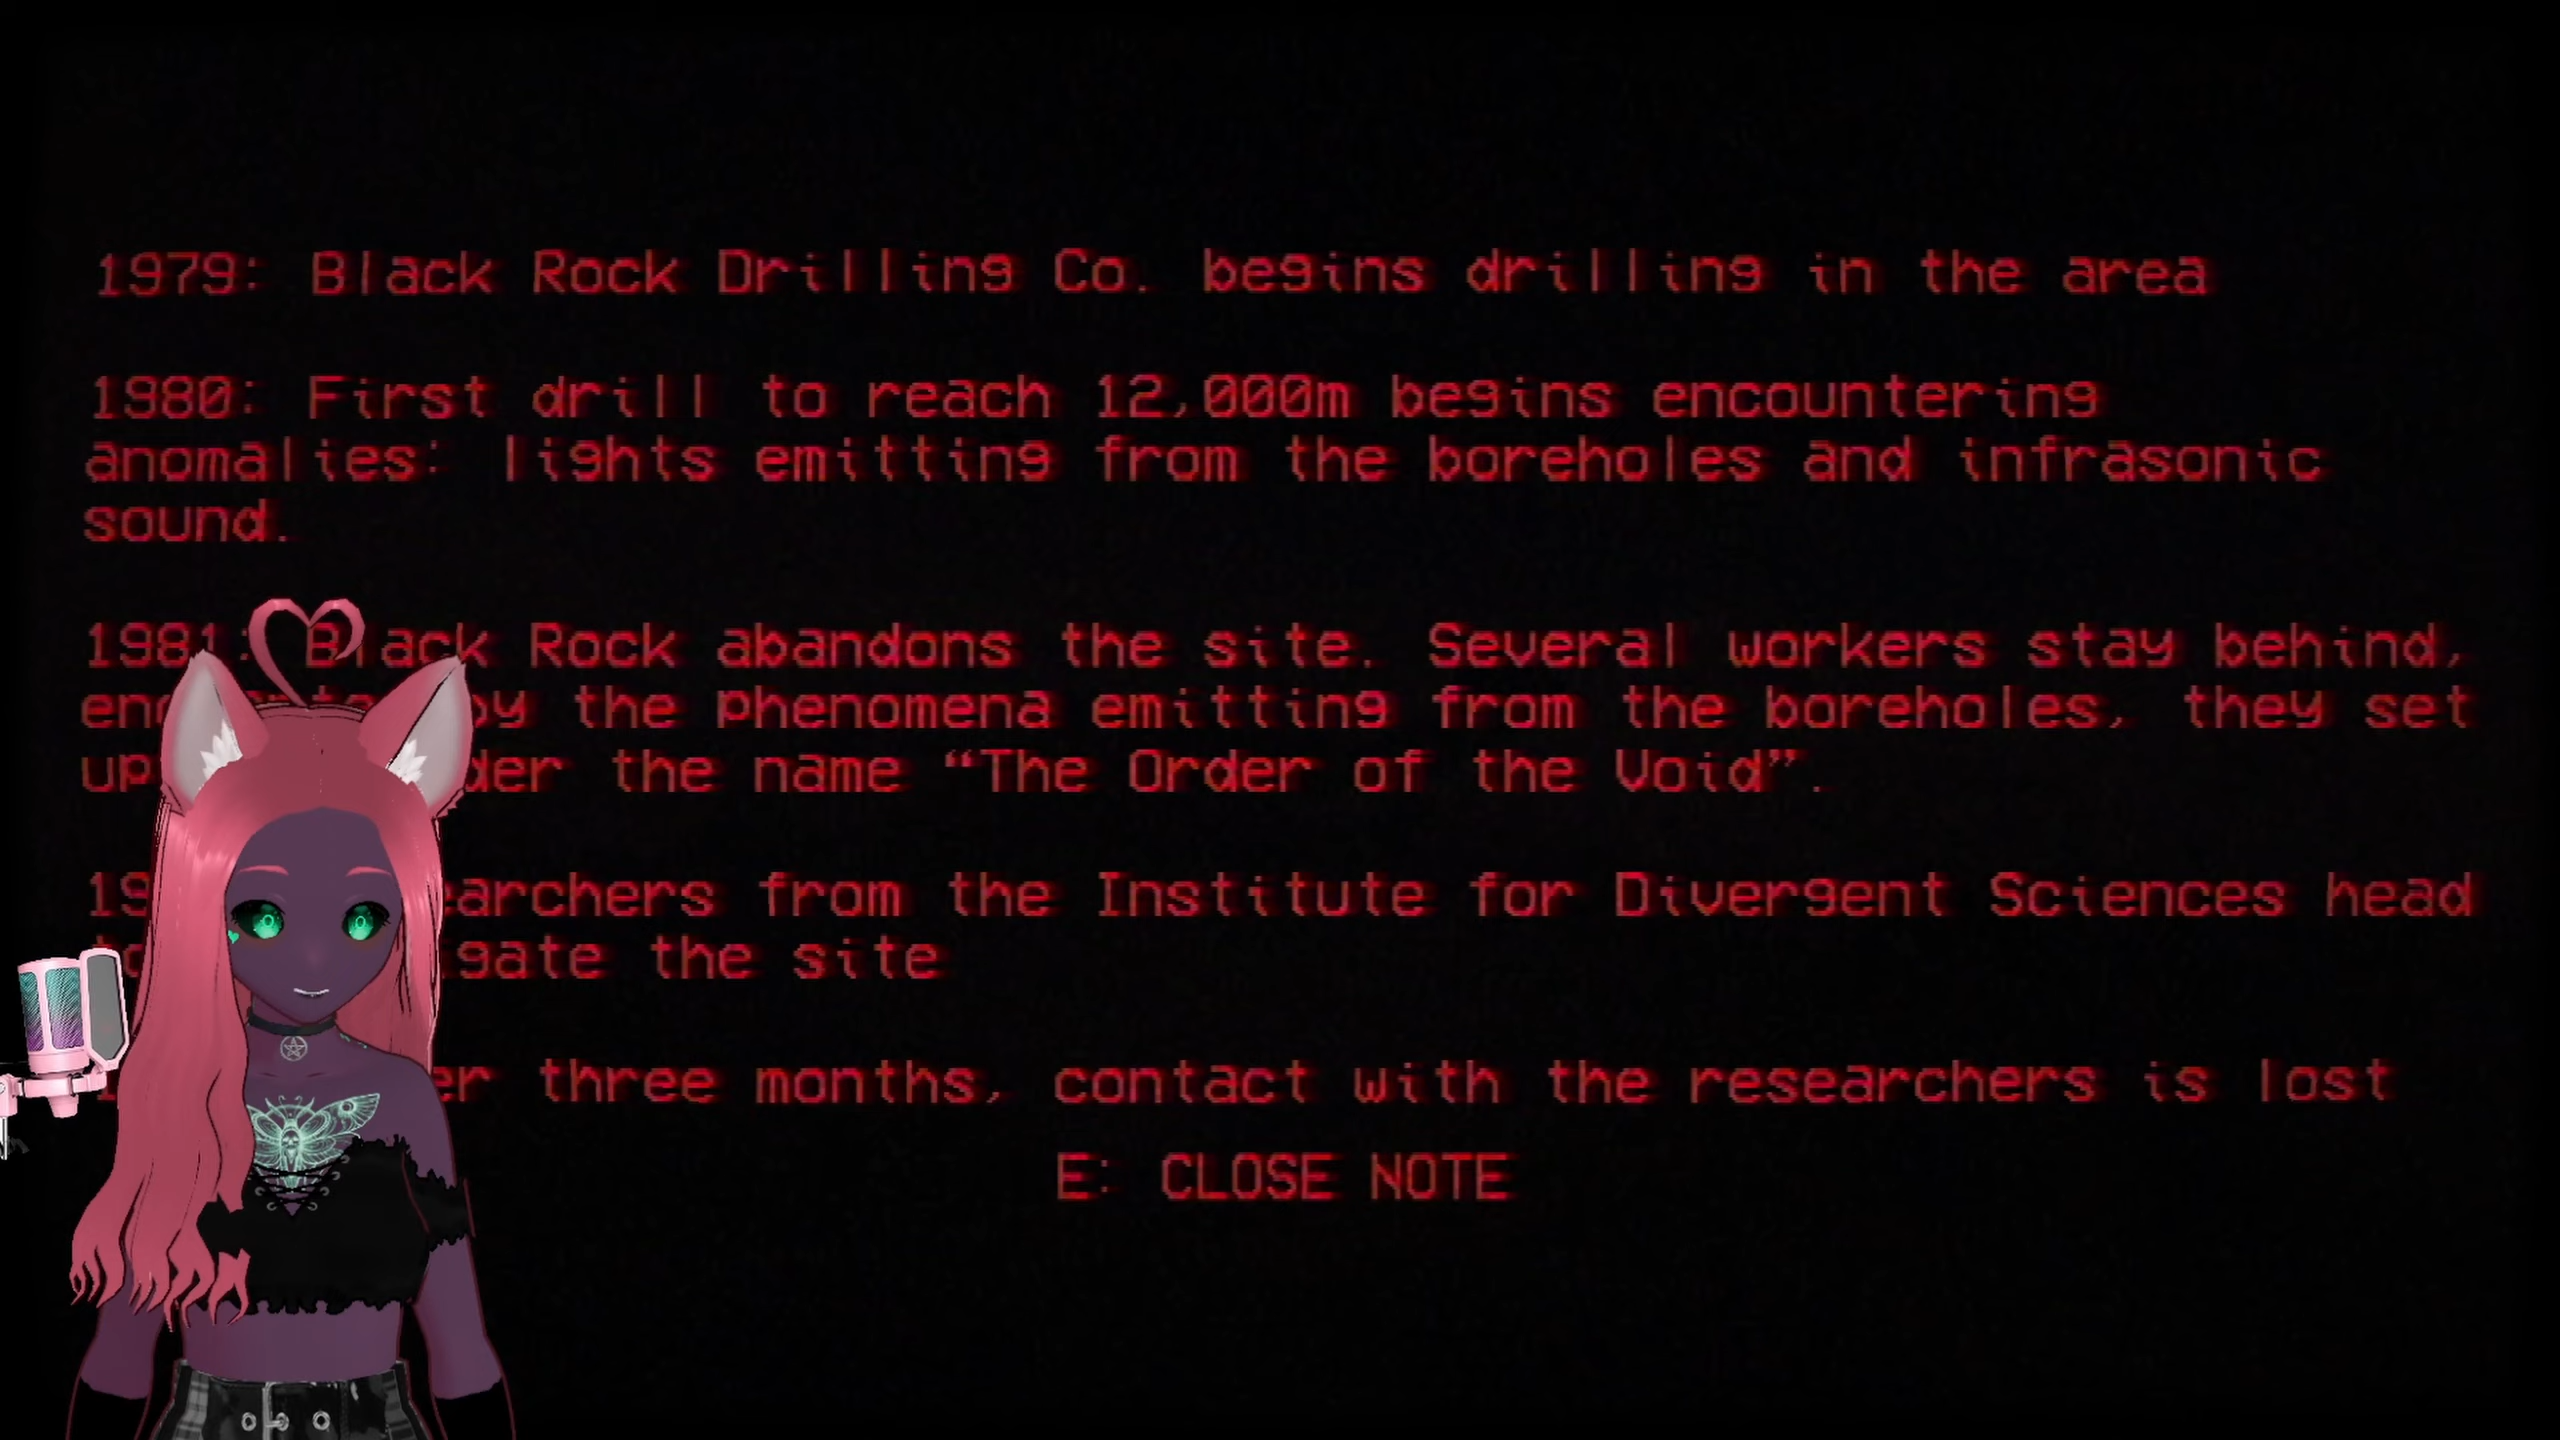 1979: Black Rock Drilling Co. begins drilling in the area
1980: First drill to reach 12,000m begins encountering
anomalies: lights emitting from the boreholes and infrasonic
sound.
1981: Black Rock abandons the site. Several workers stay behind,
by the phenomena emitting from the boreholes, they set
up the name “The Order of the Void”.
from the Institute for Divergent Sciences head
the site
three months, contact with the researchers is lost
E: CLOSE NOTE